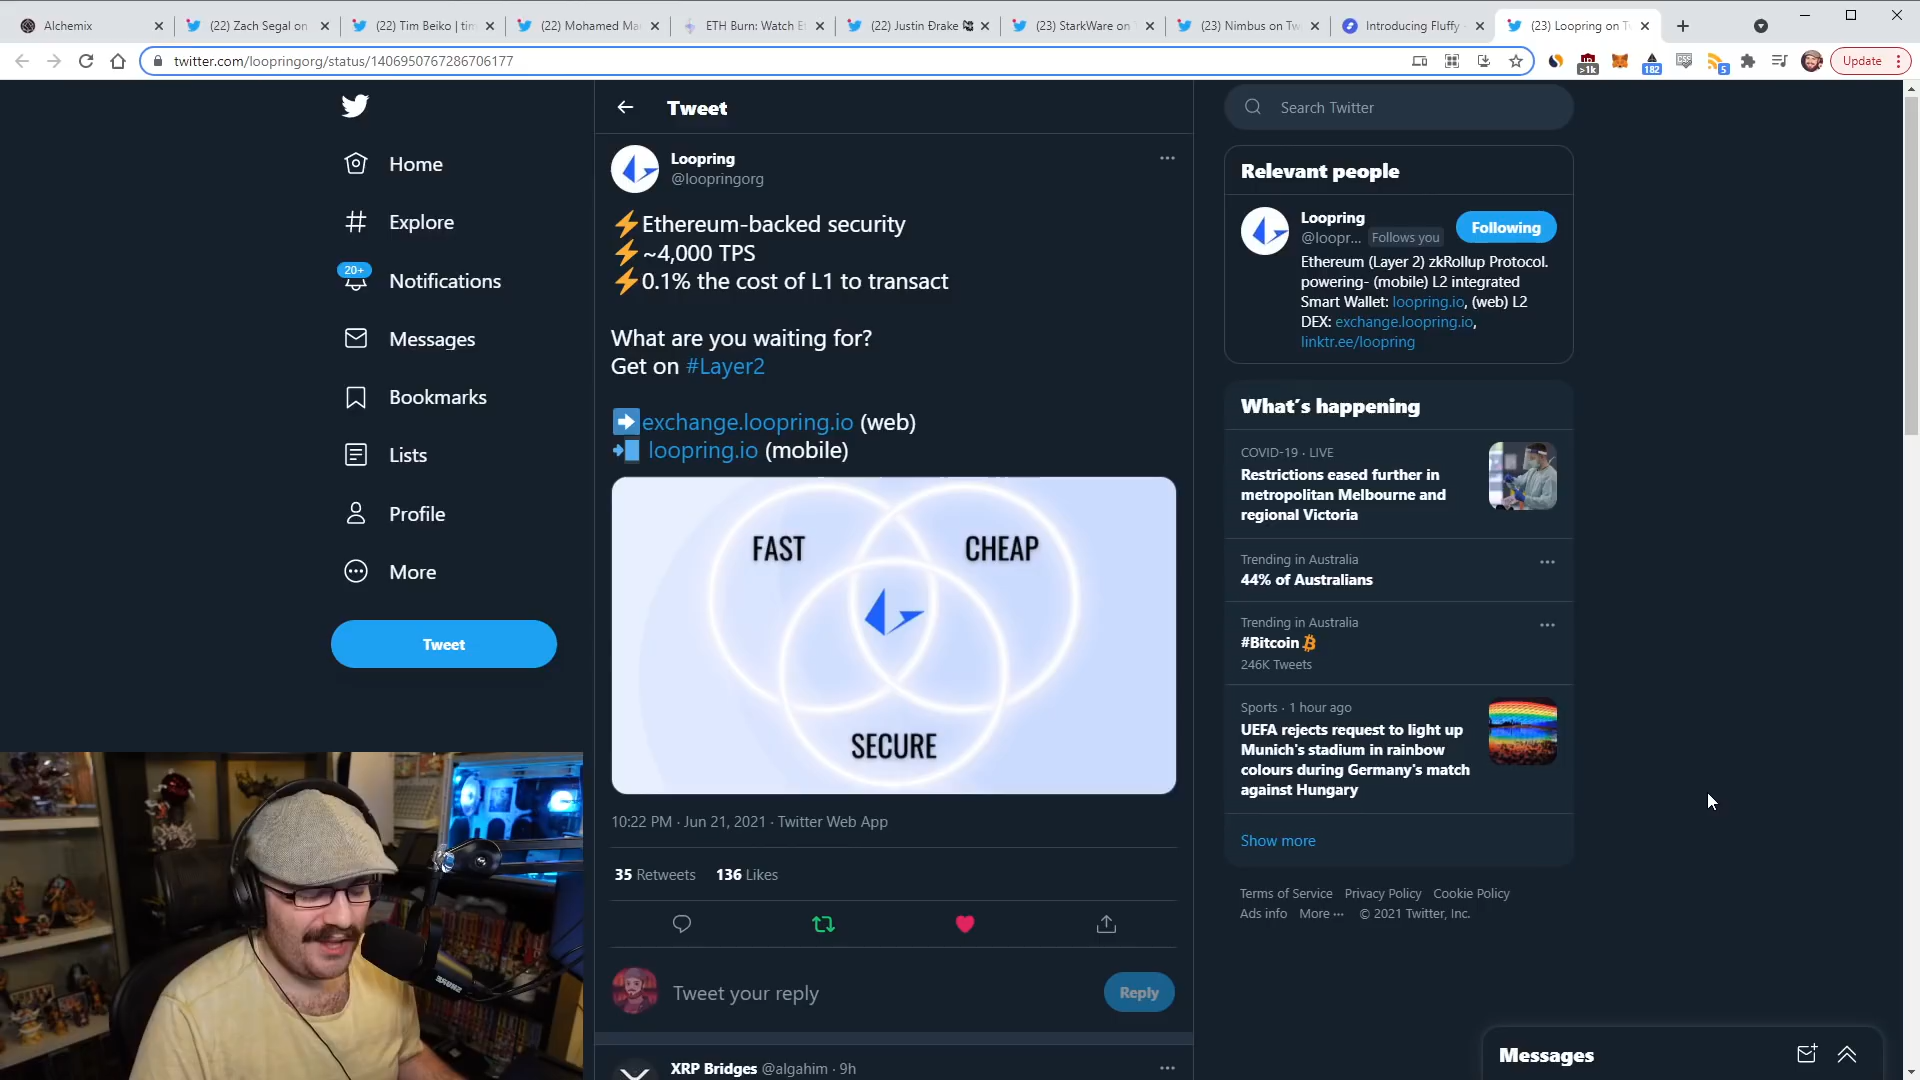 Alchemix
(22) Zach Segal on
(22) Tim Beiko | tim
(22) Mohamed Ma
ETH Burn: Watch E
(22) Justin Ðrake
(23) StarkWare on
(23) Nimbus on Tw
Introducing Fluffy
(23) Loopring on Tw
twitter.com/loopringorg/status/1406950767286706177
>1k
182
5
Update
Home
Explore
20+
Notifications
Messages
Bookmarks
Lists
Profile
More
Tweet
Tweet
Loopring
@loopringorg
⚡Ethereum-backed security
⚡~4,000 TPS
⚡0.1% the cost of L1 to transact
What are you waiting for?
Get on #Layer2
➡exchange.loopring.io (web)
📲 loopring.io (mobile)
FAST
CHEAP
SECURE
10:22 PM · Jun 21, 2021 · Twitter Web App
35 Retweets 136 Likes
Tweet your reply
Reply
XRP Bridges @algahim · 9h
Search Twitter
Relevant people
Loopring
@loopr... Follows you
Following
Ethereum (Layer 2) zkRollup Protocol.
powering- (mobile) L2 integrated
Smart Wallet: loopring.io, (web) L2
DEX: exchange.loopring.io,
linktr.ee/loopring
What's happening
COVID-19 · LIVE
Restrictions eased further in
metropolitan Melbourne and
regional Victoria
Trending in Australia
44% of Australians
Trending in Australia
#Bitcoin
246K Tweets
Sports · 1 hour ago
UEFA rejects request to light up
Munich's stadium in rainbow
colours during Germany's match
against Hungary
Show more
Terms of Service Privacy Policy Cookie Policy
Ads info More ··· © 2021 Twitter, Inc.
Messages
SHURE